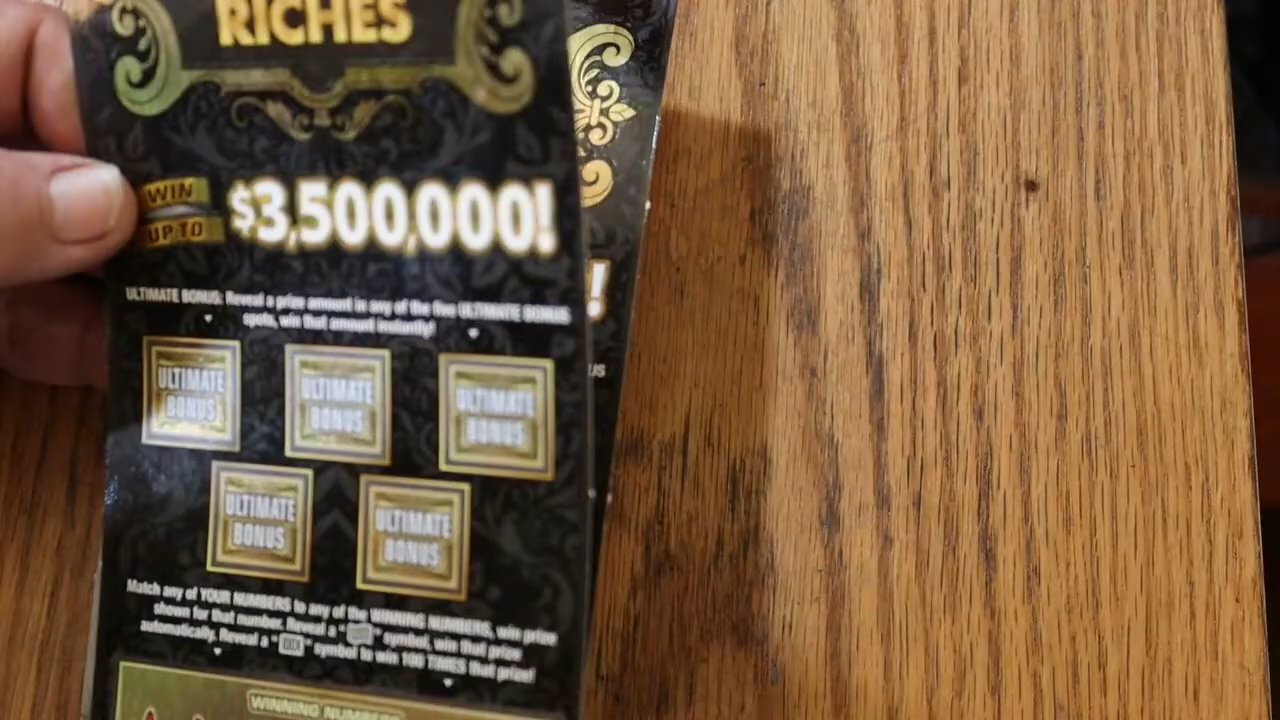 RICHES
WIN
UP TO
$3,500,000!
!
ULTIMATE BONUS: Reveal a prize amount in any of the five ULTIMATE BONUS
spots, win that amount instantly!
US
ULTIMATE
BONUS
ULTIMATE
BONUS
ULTIMATE
BONUS
ULTIMATE
BONUS
ULTIMATE
BONUS
Match any of YOUR NUMBERS to any of the WINNING NUMBERS, win prize
shown for that number. Reveal a " " symbol, win that prize
automatically. Reveal a " " symbol to win 100 TIMES that prize!
WINNING NUMBERS